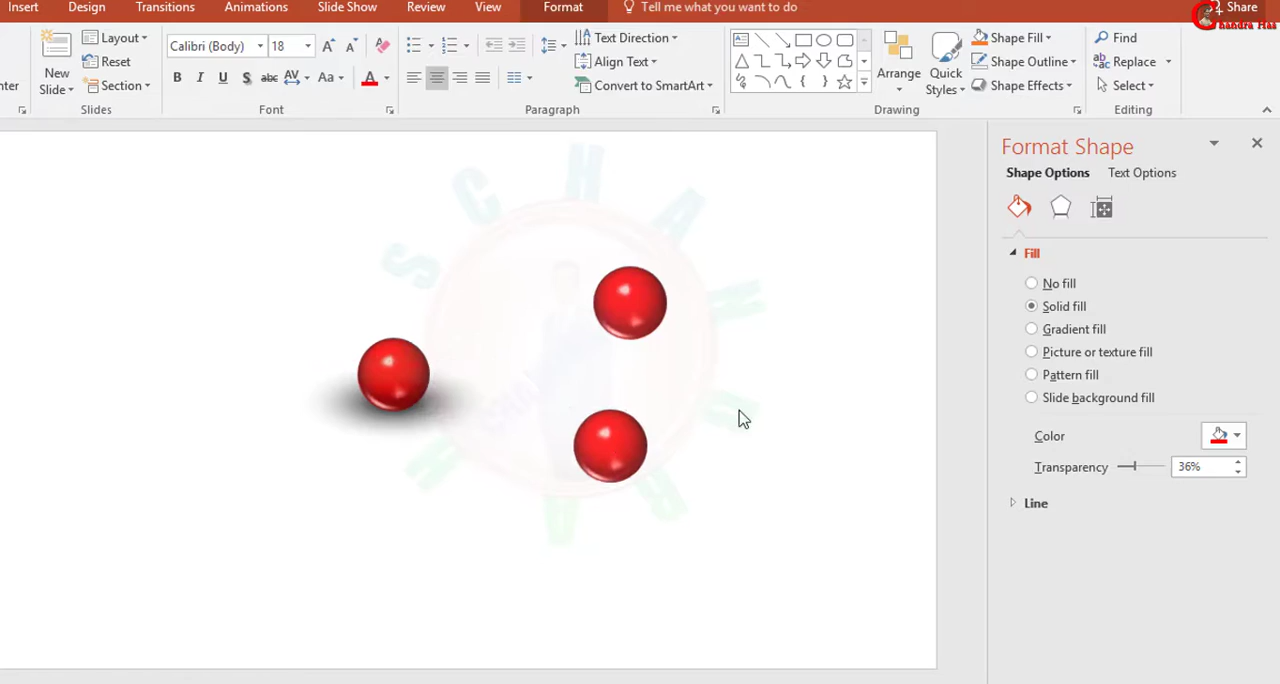 Insert Design Transitions Animations Slide Show Review View Format Tell me what you want to do Share
Chandra Has
nter
New
Slide
Layout
Reset
Section
Slides
Calibri (Body) 18
B I U S abc AV Aa A
Font
Text Direction
Align Text
Convert to SmartArt
Paragraph
Arrange
Quick
Styles
Shape Fill
Shape Outline
Shape Effects
Drawing
Find
Replace
Select
Editing
Format Shape
Shape Options Text Options
Fill
No fill
Solid fill
Gradient fill
Picture or texture fill
Pattern fill
Slide background fill
Color
Transparency 36%
Line